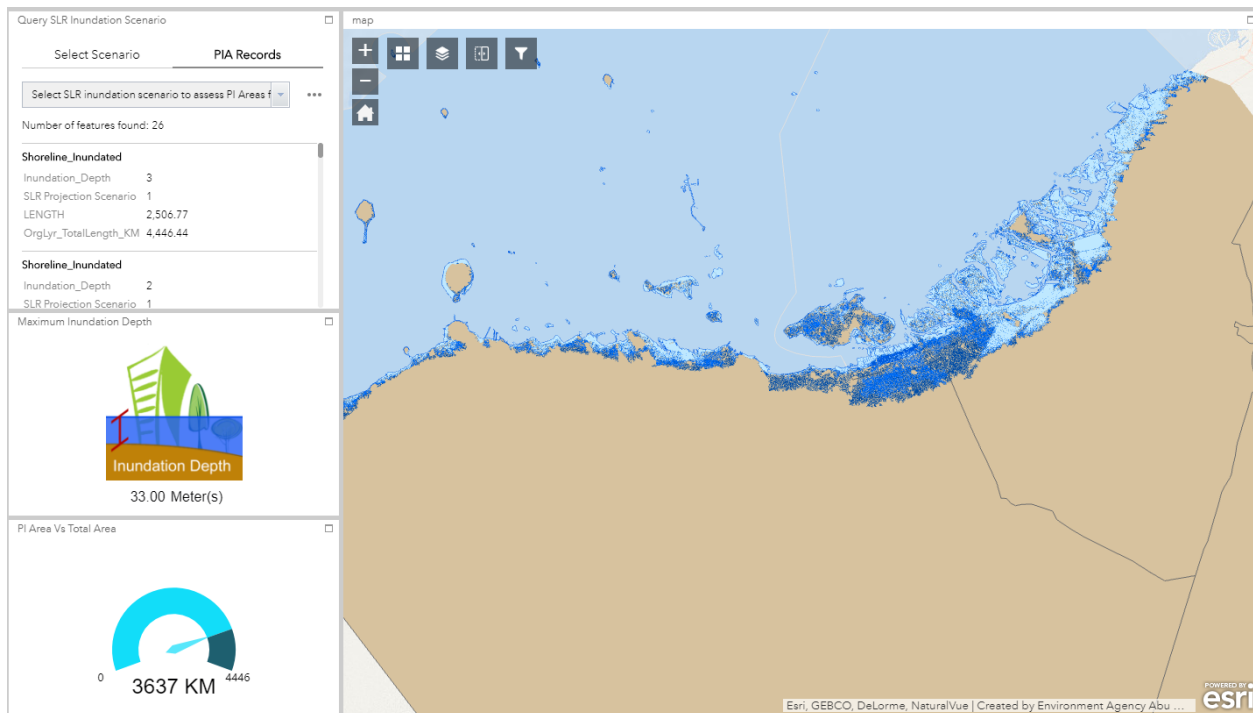 Query SLR Inundation Scenario
Select Scenario PIA Records
Select SLR inundation scenario to assess PI Areas f
Number of features found: 26
Shoreline_Inundated
Inundation_Depth 3
SLR Projection Scenario 1
LENGTH 2,506.77
OrgLyr_TotalLength_KM 4,446.44
Shoreline_Inundated
Inundation_Depth 2
SLR Projection Scenario 1
Maximum Inundation Depth
Inundation Depth
33.00 Meter(s)
PI Area Vs Total Area
0
4446
3637 KM
map
Esri, GEBCO, DeLorme, NaturalVue | Created by Environment Agency Abu ...
POWERED BY
esri